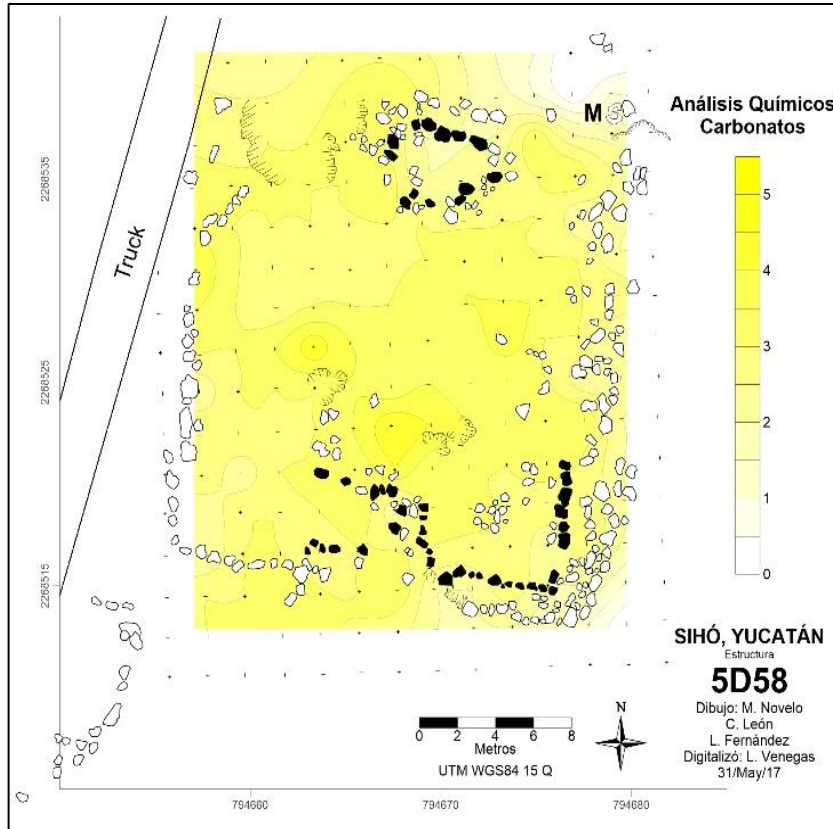 Truck
M S
Análisis Químicos
Carbonatos
5
4
3
2
1
0
2268535
2268525
2268515
SIHÓ, YUCATÁN
Estructura
5D58
Dibujo: M. Novelo
C. León
L. Fernández
Digitalizó: L. Venegas
31/May/17
N
0 2 4 6 8
Metros
UTM WGS84 15 Q
794660 794670 794680